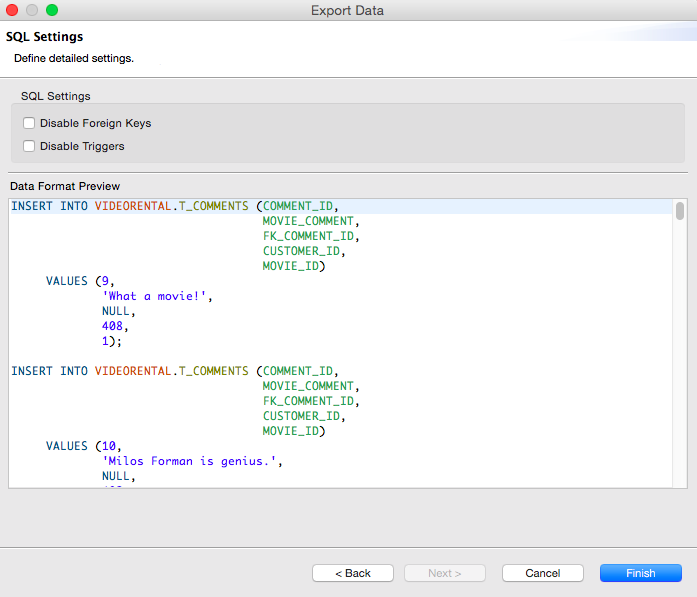 Export Data
SQL Settings
Define detailed settings.
SQL Settings
Disable Foreign Keys
Disable Triggers
Data Format Preview
INSERT INTO VIDEORENTAL.T_COMMENTS (COMMENT_ID,
MOVIE_COMMENT,
FK_COMMENT_ID,
CUSTOMER_ID,
MOVIE_ID)
VALUES (9,
'What a movie!',
NULL,
408,
1);
INSERT INTO VIDEORENTAL.T_COMMENTS (COMMENT_ID,
MOVIE_COMMENT,
FK_COMMENT_ID,
CUSTOMER_ID,
MOVIE_ID)
VALUES (10,
'Milos Forman is genius.',
NULL,
< Back Next > Cancel Finish